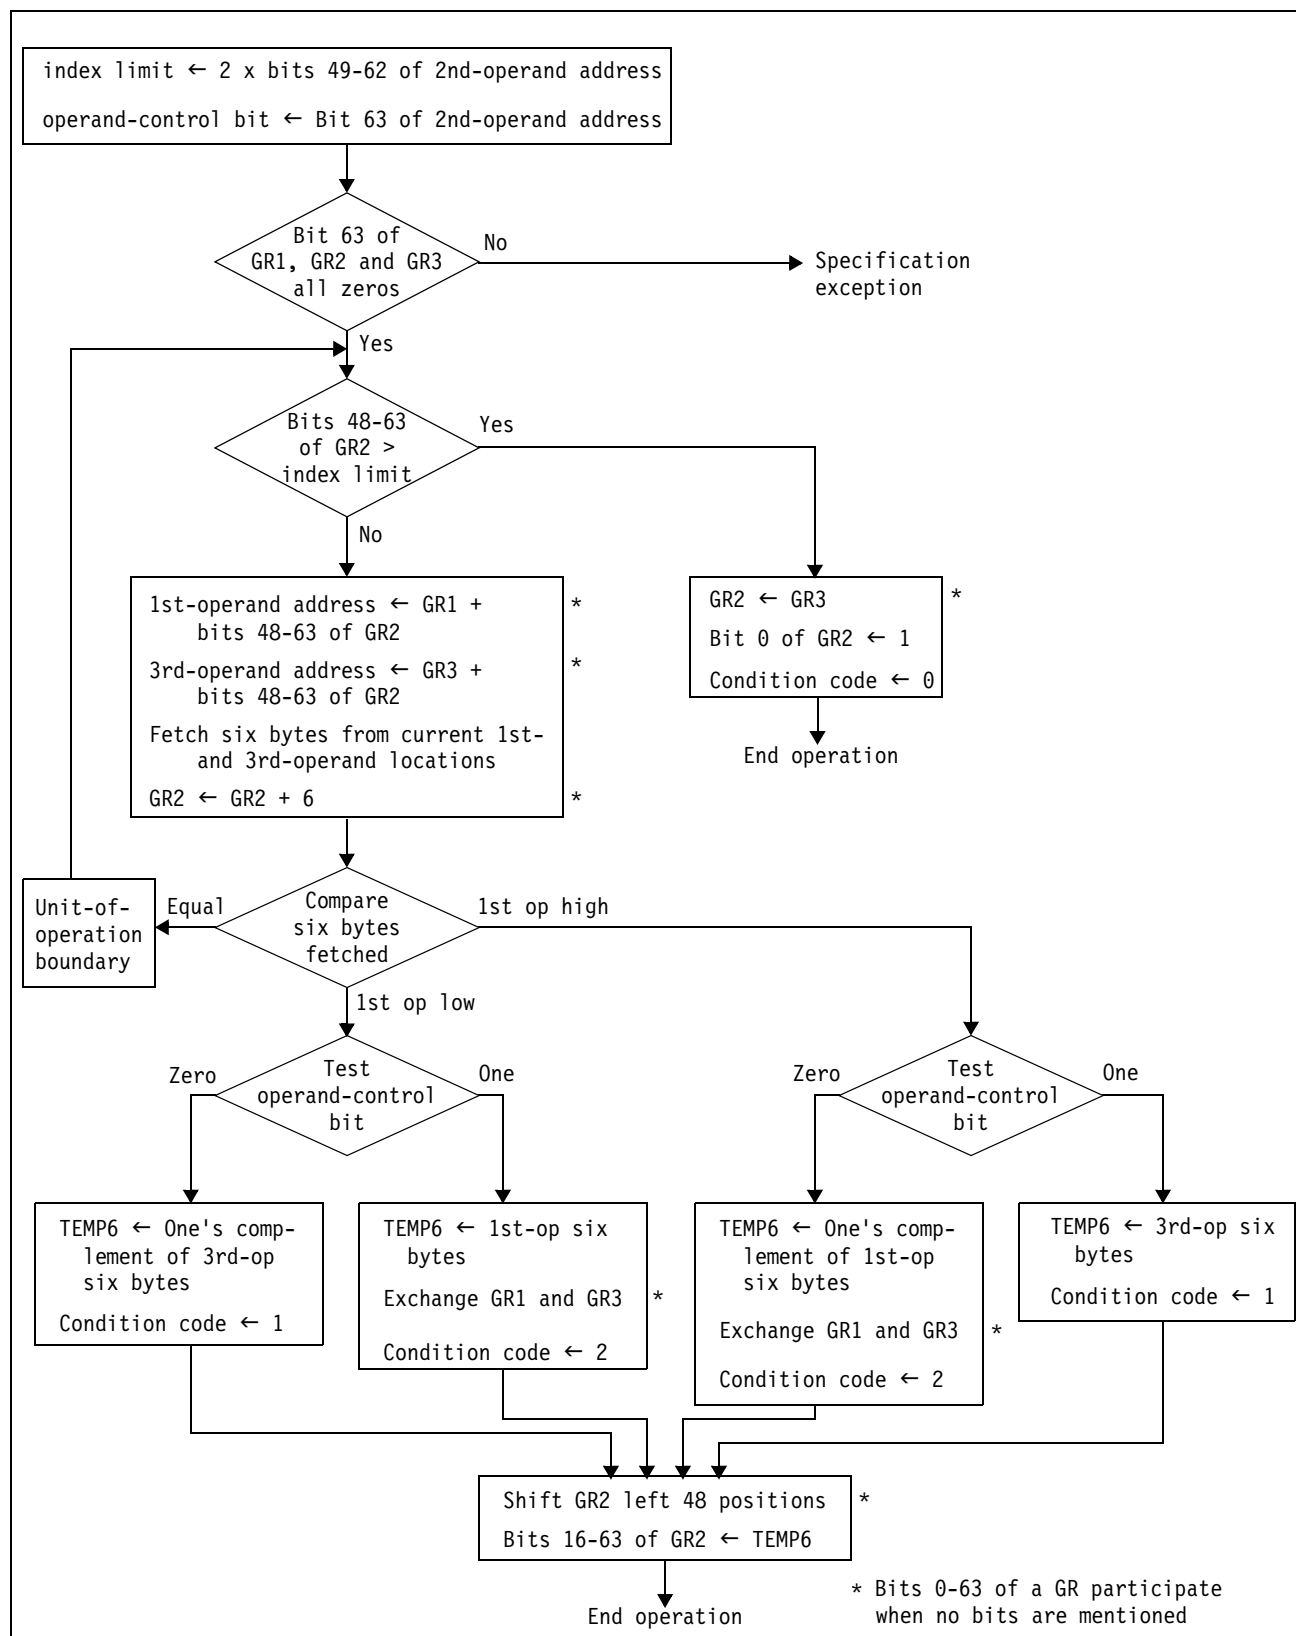 index limit ← 2 x bits 49-62 of 2nd-operand address
operand-control bit ← Bit 63 of 2nd-operand address
Bit 63 of
GR1, GR2 and GR3
all zeros
No
Specification
exception
Yes
Bits 48-63
of GR2 >
index limit
Yes
No
1st-operand address ← GR1 + *
bits 48-63 of GR2
3rd-operand address ← GR3 + *
bits 48-63 of GR2
Fetch six bytes from current 1st-
and 3rd-operand locations
GR2 ← GR2 + 6 *
GR2 ← GR3 *
Bit 0 of GR2 ← 1
Condition code ← 0
End operation
Unit-of-
operation
boundary
Equal
Compare
six bytes
fetched
1st op high
1st op low
Zero
Test
operand-control
bit
One
Zero
Test
operand-control
bit
One
TEMP6 ← One's comp-
lement of 3rd-op
six bytes
Condition code ← 1
TEMP6 ← 1st-op six
bytes
Exchange GR1 and GR3 *
Condition code ← 2
TEMP6 ← One's comp-
lement of 1st-op
six bytes
Exchange GR1 and GR3 *
Condition code ← 2
TEMP6 ← 3rd-op six
bytes
Condition code ← 1
Shift GR2 left 48 positions *
Bits 16-63 of GR2 ← TEMP6
End operation
* Bits 0-63 of a GR participate
when no bits are mentioned